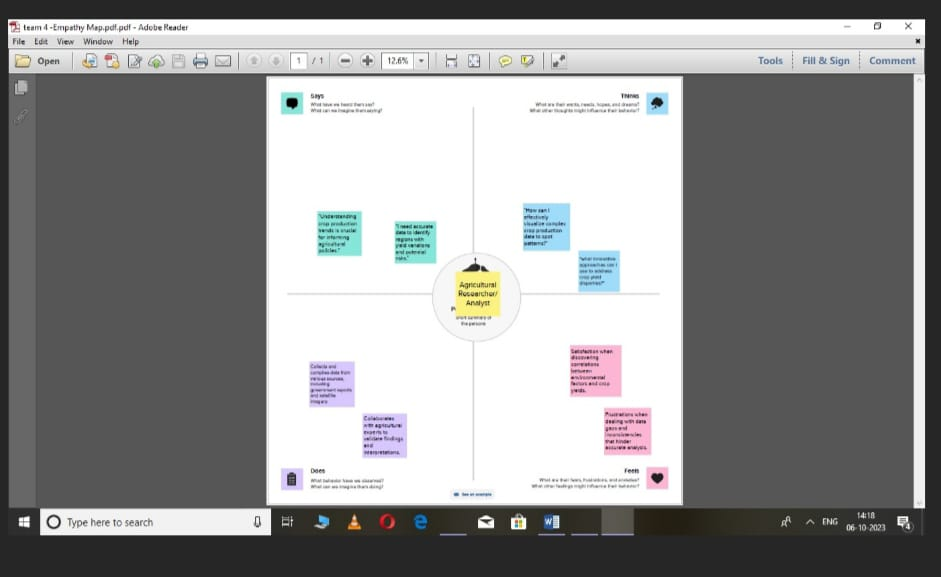 team 4 -Empathy Map.pdf.pdf - Adobe Reader
File Edit View Window Help
Open
1 / 1
12.6%
Tools
Fill & Sign
Comment
Says
What have we heard them say?
What can we imagine them saying?
Thinks
What are their wants, needs, hopes, and dreams?
What other thoughts might influence their behavior?
"Understanding
crop production
trends is crucial
for informing
agricultural
policies."
"I need accurate
data to identify
regions with
yield variations
and potential
risks."
"How can I
effectively
visualize complex
crop production
data to spot
patterns?"
"what innovative
approaches can I
use to address
crop yield
disparities?"
Agricultural
Researcher/
Analyst
short summary of
the persona
Collects and
compiles data from
various sources,
including
government reports
and satellite
imagery
Collaborates
with agricultural
experts to
validate findings
and
interpretations.
Satisfaction when
discovering
correlations
between
environmental
factors and crop
yields.
Frustrations when
dealing with data
gaps and
inconsistencies
that hinder
accurate analysis.
Does
What behavior have we observed?
What can we imagine them doing?
Feels
What are their fears, frustrations, and anxieties?
What other feelings might influence their behavior?
See an example
Type here to search
ENG
14:18
06-10-2023
4